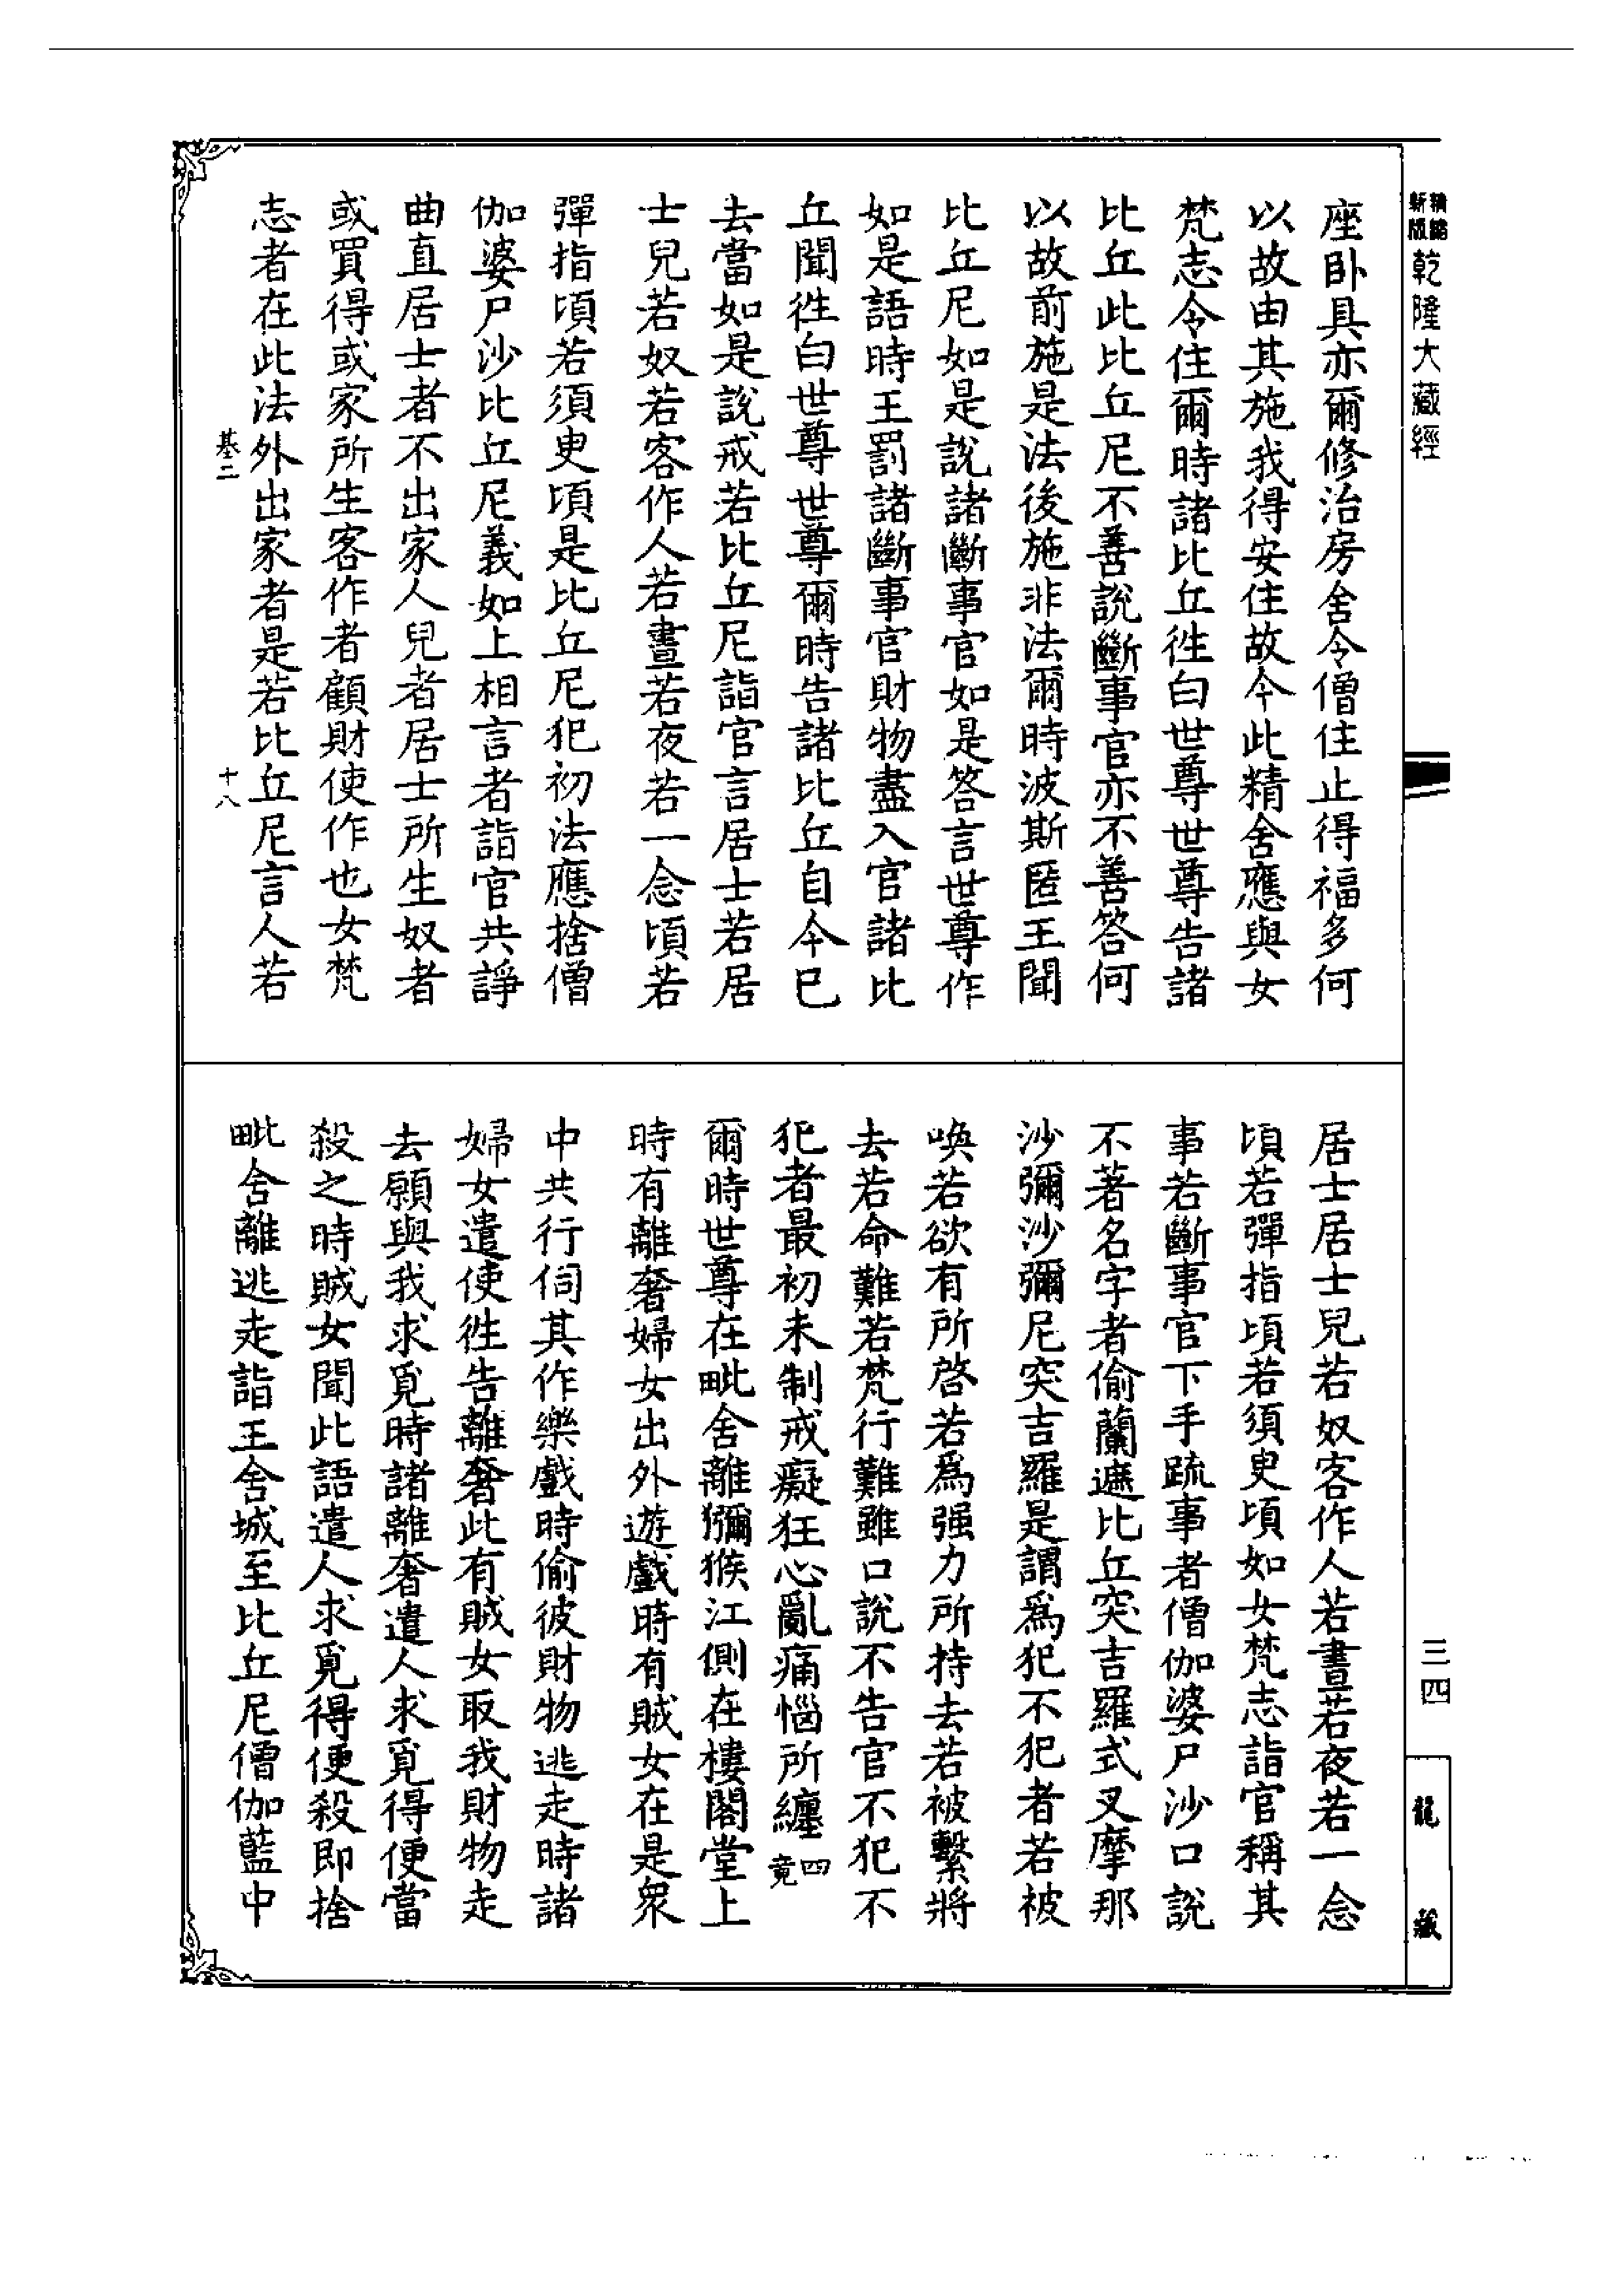 新版
精縮
乾隆大藏經
座卧具亦爾修治房舍令僧住止得福多何
以故由其施我得安住故今此精舍應與女
梵志令住爾時諸比丘往白世尊世尊告諸
比丘此比丘尼不善說斷事官亦不善答何
以故前施是法後施非法爾時波斯匿王聞
比丘尼如是說諸斷事官如是答言世尊作
如是語時王罰諸斷事官財物盡入官諸比
丘聞往白世尊世尊爾時告諸比丘自今已
去當如是說戒若比丘尼詣官言居士若居
士兒若奴若客作人若晝若夜若一念頃若
彈指頃若須臾頃是比丘尼犯初法應捨僧
伽婆尸沙比丘尼義如上相言者詣官共諍
曲直居士者不出家人兒者居士所生奴者
或買得或家所生客作者顧財使作也女梵
志者在此法外出家者是若比丘尼言人若
基二
十八
居士居士兒若奴客作人若晝若夜若一念
頃若彈指頃若須臾頃如女梵志詣官稱其
事若斷事官下手疏事者僧伽婆尸沙口說
不著名字者偷蘭遮比丘突吉羅式叉摩那
沙彌沙彌尼突吉羅是謂為犯不犯者若被
喚若欲有所啓若為强力所持去若被繫將
去若命難若梵行難雖口說不告官不犯不
犯者最初未制戒癡狂心亂痛惱所纏四竟
爾時世尊在毗舍離獼猴江側在樓閣堂上
時有離奢婦女出外遊戲時有賊女在是衆
中共行伺其作樂戲時偷彼財物逃走時諸
婦女遣使往告離奢此有賊女取我財物走
去願與我求覓時諸離奢遣人求覓得便當
殺之時賊女聞此語遣人求覓得便殺即捨
毗舍離逃走詣王舍城至比丘尼僧伽藍中
三四
龍藏